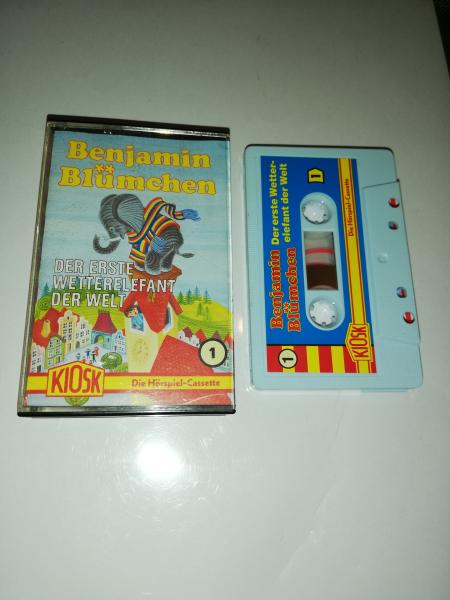 Benjamin
Blümchen
DER ERSTE
WETTERELEFANT
DER WELT
1
KIOSK
Die Hörspiel-Cassette
Benjamin
Blümchen
Der erste Wetter-
elefant der Welt
1
1
KIOSK
Die Hörspiel-Cassette